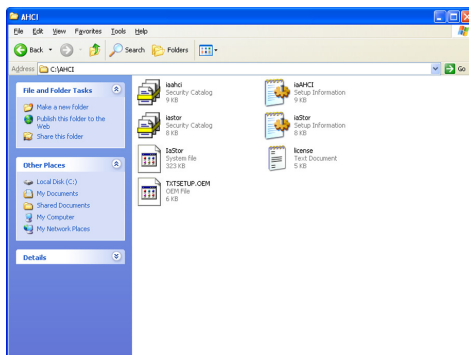 AHCI
File Edit View Favorites Tools Help
Back Search Folders
Address C:\AHCI Go
File and Folder Tasks
Make a new folder
Publish this folder to the
Web
Share this folder
Other Places
Local Disk (C:)
My Documents
Shared Documents
My Computer
My Network Places
Details
iaahci
Security Catalog
9 KB
iaAHCI
Setup Information
9 KB
iastor
Security Catalog
8 KB
iaStor
Setup Information
8 KB
IaStor
System file
323 KB
license
Text Document
5 KB
TXTSETUP.OEM
OEM File
6 KB